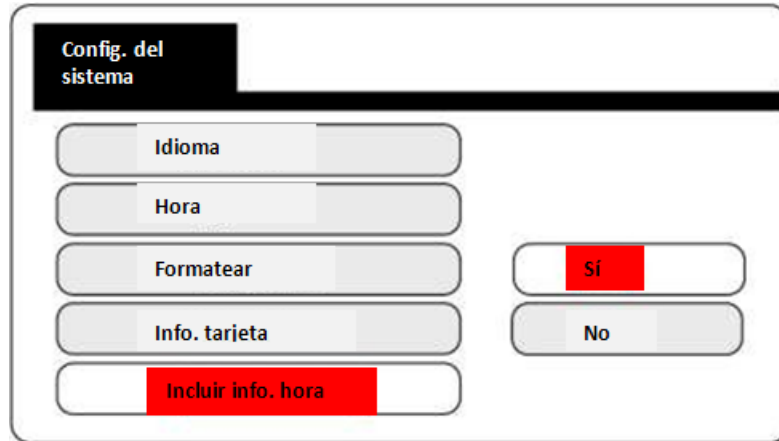 Config. del
sistema
Idioma
Hora
Formatear
Sí
Info. tarjeta
No
Incluir info. hora